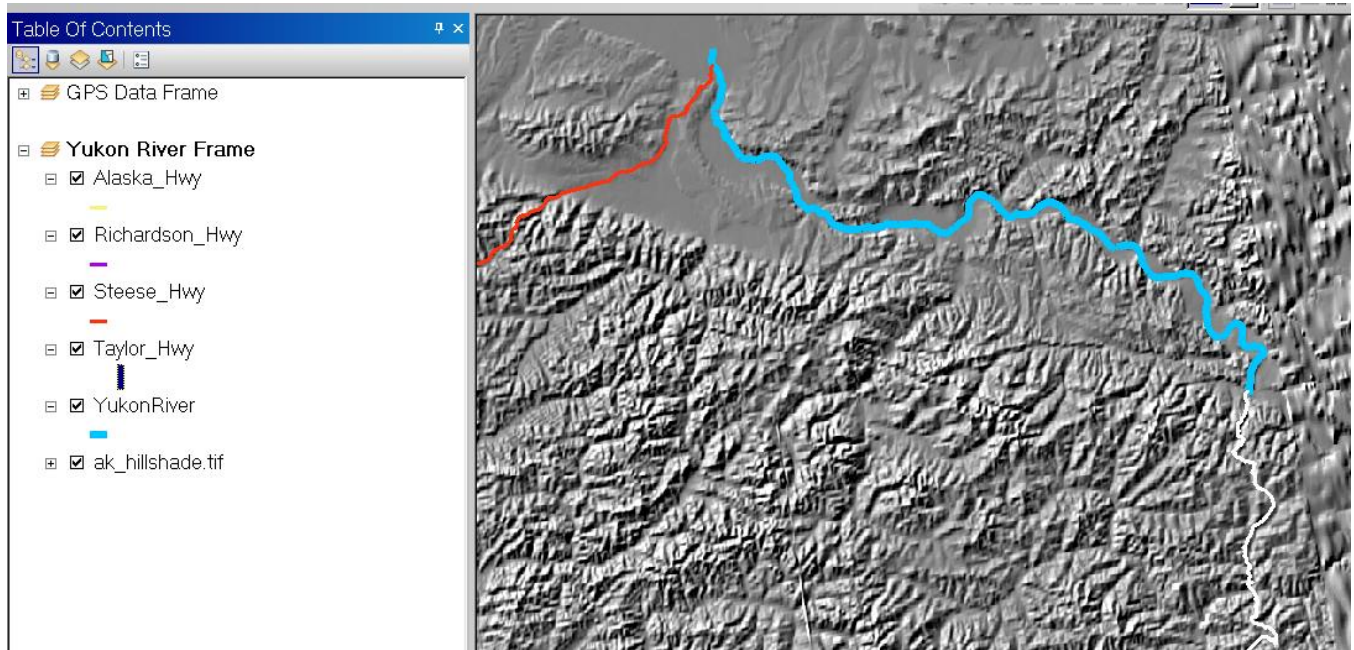 Table Of Contents
GPS Data Frame
Yukon River Frame
Alaska_Hwy
Richardson_Hwy
Steese_Hwy
Taylor_Hwy
YukonRiver
ak_hillshade.tif